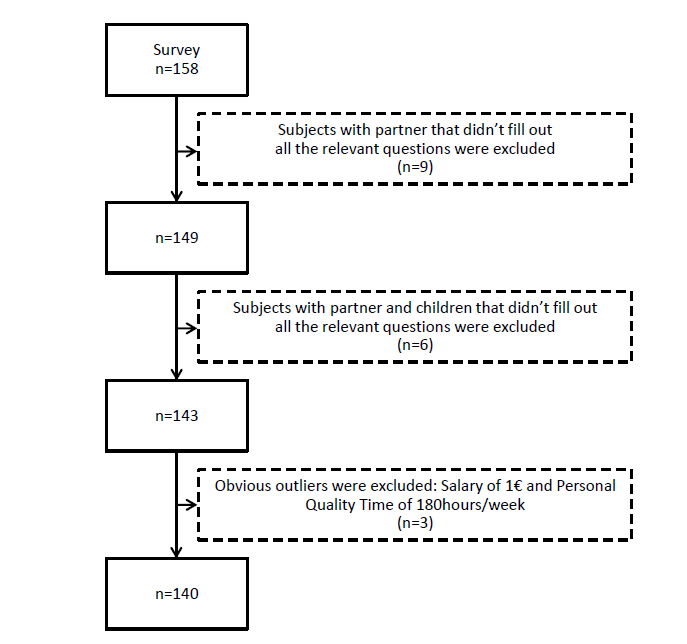 Survey
n=158
Subjects with partner that didn’t fill out
all the relevant questions were excluded
(n=9)
n=149
Subjects with partner and children that didn’t fill out
all the relevant questions were excluded
(n=6)
n=143
Obvious outliers were excluded: Salary of 1€ and Personal
Quality Time of 180hours/week
(n=3)
n=140